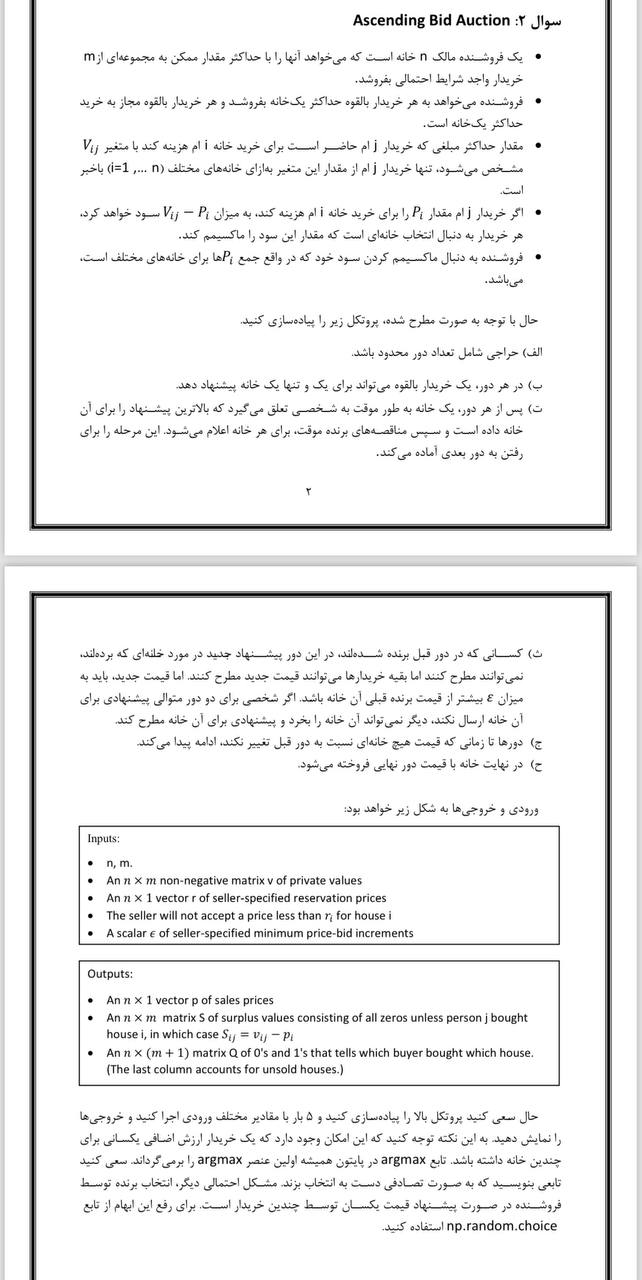 سوال ۲: Ascending Bid Auction
• یک فروشنده مالک n خانه است که می‌خواهد آنها را با حداکثر مقدار ممکن به مجموعه‌ای از m
خریدار واجد شرایط احتمالی بفروشد.
• فروشنده می‌خواهد به هر خریدار بالقوه حداکثر یک‌خانه بفروشد و هر خریدار بالقوه مجاز به خرید
حداکثر یک‌خانه است.
• مقدار حداکثر مبلغی که خریدار j ام حاضر است برای خرید خانه i ام هزینه کند با متغیر Vij
مشخص می‌شود، تنها خریدار j ام از مقدار این متغیر به‌ازای خانه‌های مختلف (i=1 ,... n) باخبر
است.
• اگر خریدار j ام مقدار Pi را برای خرید خانه i ام هزینه کند، به میزان Vij − Pi سود خواهد کرد،
هر خریدار به دنبال انتخاب خانه‌ای است که مقدار این سود را ماکسیمم کند.
• فروشنده به دنبال ماکسیمم کردن سود خود که در واقع جمع Piها برای خانه‌های مختلف است،
می‌باشد.
حال با توجه به صورت مطرح شده، پروتکل زیر را پیاده‌سازی کنید.
الف) حراجی شامل تعداد دور محدود باشد.
ب) در هر دور، یک خریدار بالقوه می‌تواند برای یک و تنها یک خانه پیشنهاد دهد.
ت) پس از هر دور، یک خانه به طور موقت به شخصی تعلق می‌گیرد که بالاترین پیشنهاد را برای آن
خانه داده است و سپس مناقصه‌های برنده موقت، برای هر خانه اعلام می‌شود. این مرحله را برای
رفتن به دور بعدی آماده می‌کند.
۲
ث) کسانی که در دور قبل برنده شده‌اند، در این دور پیشنهاد جدید در مورد خانه‌ای که برده‌اند،
نمی‌توانند مطرح کنند اما بقیه خریدارها می‌توانند قیمت جدید مطرح کنند. اما قیمت جدید، باید به
میزان ε بیشتر از قیمت برنده قبلی آن خانه باشد. اگر شخصی برای دو دور متوالی پیشنهادی برای
آن خانه ارسال نکند، دیگر نمی‌تواند آن خانه را بخرد و پیشنهادی برای آن خانه مطرح کند.
ج) دورها تا زمانی که قیمت هیچ خانه‌ای نسبت به دور قبل تغییر نکند، ادامه پیدا می‌کند.
ح) در نهایت خانه با قیمت دور نهایی فروخته می‌شود.
ورودی و خروجی‌ها به شکل زیر خواهد بود:
Inputs:
• n, m.
• An n × m non-negative matrix v of private values
• An n × 1 vector r of seller-specified reservation prices
• The seller will not accept a price less than ri for house i
• A scalar ϵ of seller-specified minimum price-bid increments
Outputs:
• An n × 1 vector p of sales prices
• An n × m matrix S of surplus values consisting of all zeros unless person j bought
house i, in which case Sij = vij − pi
• An n × (m + 1) matrix Q of 0's and 1's that tells which buyer bought which house.
(The last column accounts for unsold houses.)
حال سعی کنید پروتکل بالا را پیاده‌سازی کنید و ۵ بار با مقادیر مختلف ورودی اجرا کنید و خروجی‌ها
را نمایش دهید. به این نکته توجه کنید که این امکان وجود دارد که یک خریدار ارزش اضافی یکسانی برای
چندین خانه داشته باشد. تابع argmax در پایتون همیشه اولین عنصر argmax را برمی‌گرداند. سعی کنید
تابعی بنویسید که به صورت تصادفی دست به انتخاب بزند. مشکل احتمالی دیگر، انتخاب برنده توسط
فروشنده در صورت پیشنهاد قیمت یکسان توسط چندین خریدار است. برای رفع این ابهام از تابع
np.random.choice استفاده کنید.